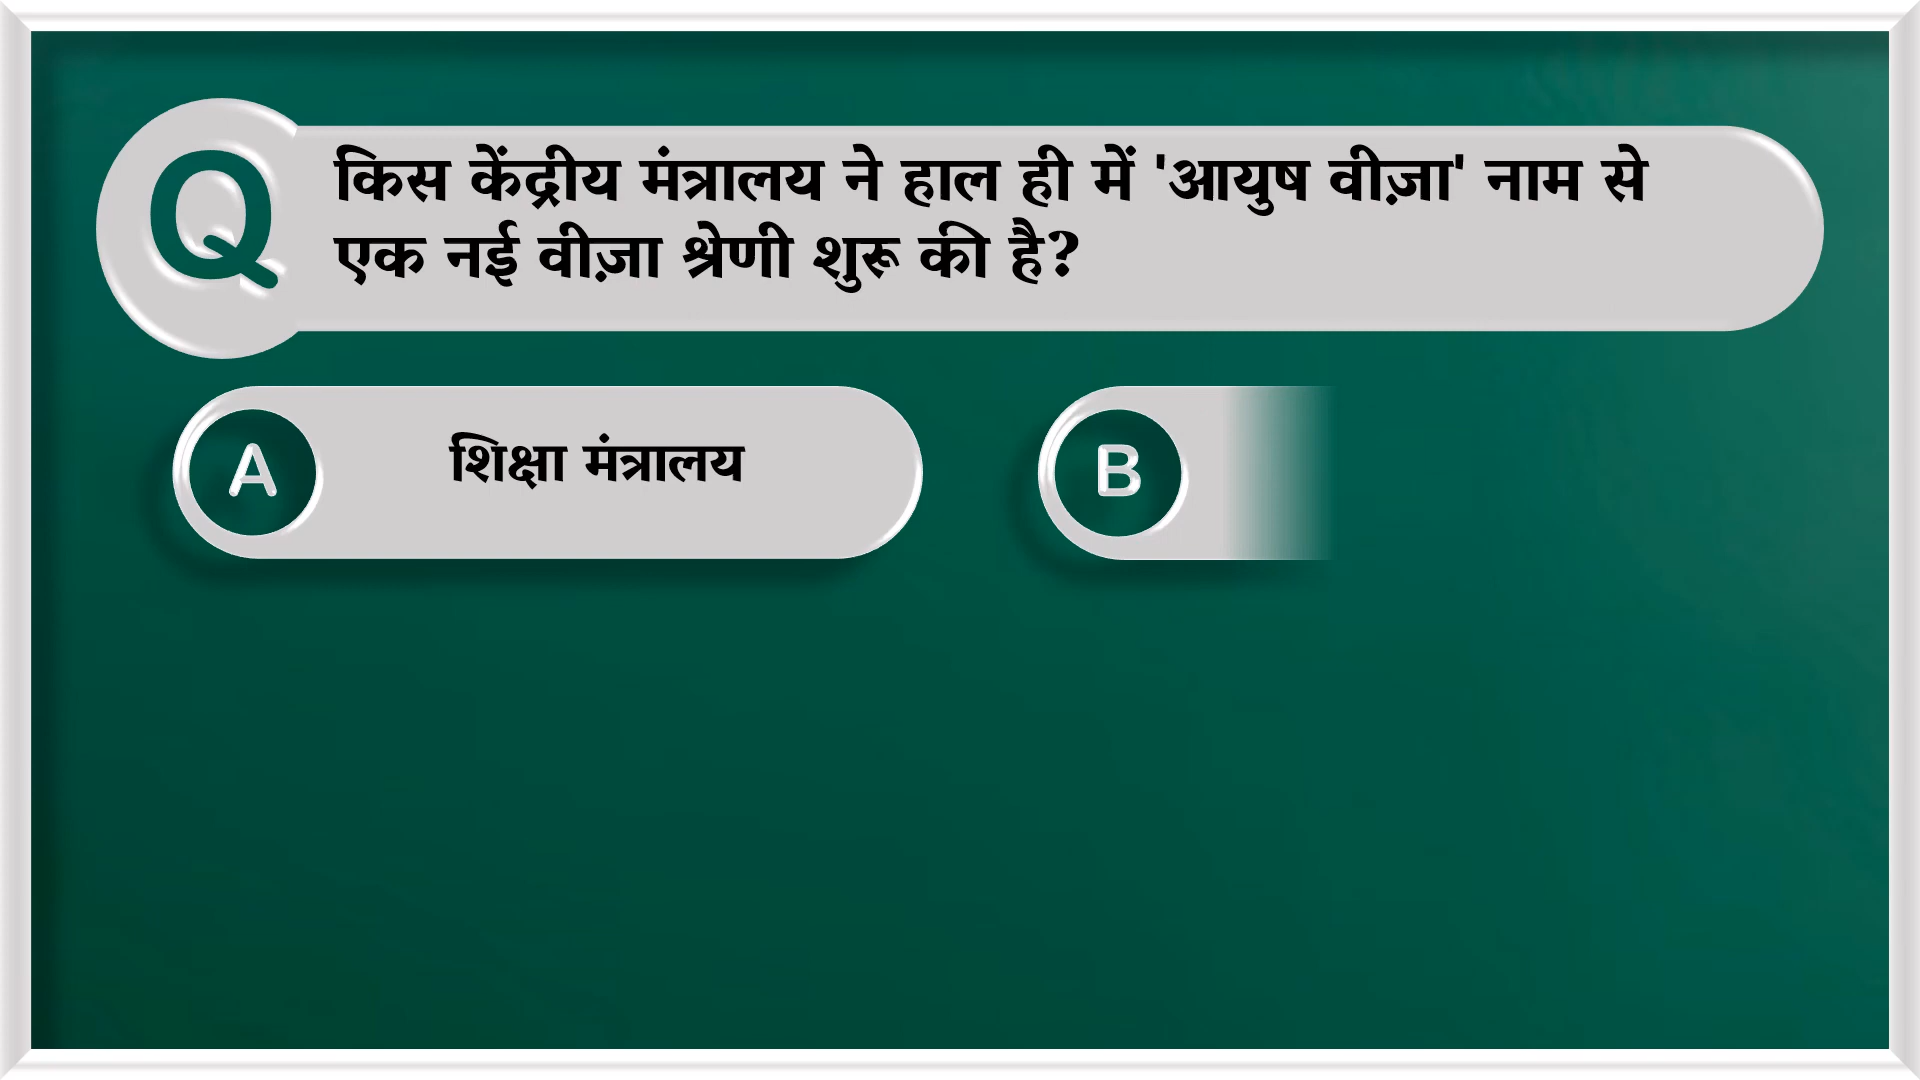 Q
किस केंद्रीय मंत्रालय ने हाल ही में 'आयुष वीज़ा' नाम से
एक नई वीज़ा श्रेणी शुरू की है?
A शिक्षा मंत्रालय
B